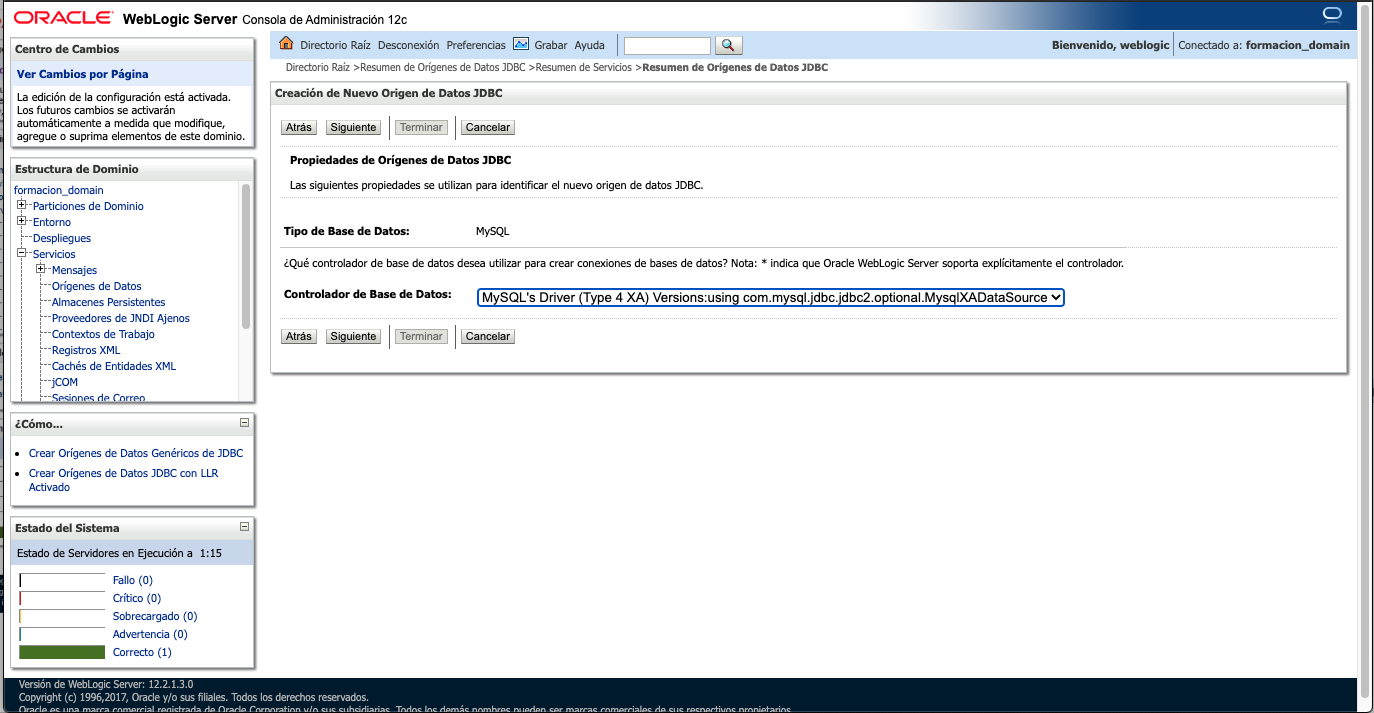 ORACLE® WebLogic Server Consola de Administración 12c
Centro de Cambios
Ver Cambios por Página
La edición de la configuración está activada.
Los futuros cambios se activarán
automáticamente a medida que modifique,
agregue o suprima elementos de este dominio.
Estructura de Dominio
formacion_domain
Particiones de Dominio
Entorno
Despliegues
Servicios
Mensajes
Orígenes de Datos
Almacenes Persistentes
Proveedores de JNDI Ajenos
Contextos de Trabajo
Registros XML
Cachés de Entidades XML
jCOM
Sesiones de Correo
¿Cómo...
Crear Orígenes de Datos Genéricos de JDBC
Crear Orígenes de Datos JDBC con LLR
Activado
Estado del Sistema
Estado de Servidores en Ejecución a 1:15
Fallo (0)
Crítico (0)
Sobrecargado (0)
Advertencia (0)
Correcto (1)
Directorio Raíz Desconexión Preferencias Grabar Ayuda
Bienvenido, weblogic Conectado a: formacion_domain
Directorio Raíz >Resumen de Orígenes de Datos JDBC >Resumen de Servicios >Resumen de Orígenes de Datos JDBC
Creación de Nuevo Origen de Datos JDBC
Atrás Siguiente Terminar Cancelar
Propiedades de Orígenes de Datos JDBC
Las siguientes propiedades se utilizan para identificar el nuevo origen de datos JDBC.
Tipo de Base de Datos: MySQL
¿Qué controlador de base de datos desea utilizar para crear conexiones de bases de datos? Nota: * indica que Oracle WebLogic Server soporta explícitamente el controlador.
Controlador de Base de Datos: MySQL's Driver (Type 4 XA) Versions:using com.mysql.jdbc.jdbc2.optional.MysqlXADataSource
Atrás Siguiente Terminar Cancelar
Versión de WebLogic Server: 12.2.1.3.0
Copyright (c) 1996,2017, Oracle y/o sus filiales. Todos los derechos reservados.
Oracle es una marca comercial registrada de Oracle Corporation y/o sus subsidiarias. Todos los demás nombres pueden ser marcas comerciales de sus respectivos propietarios.